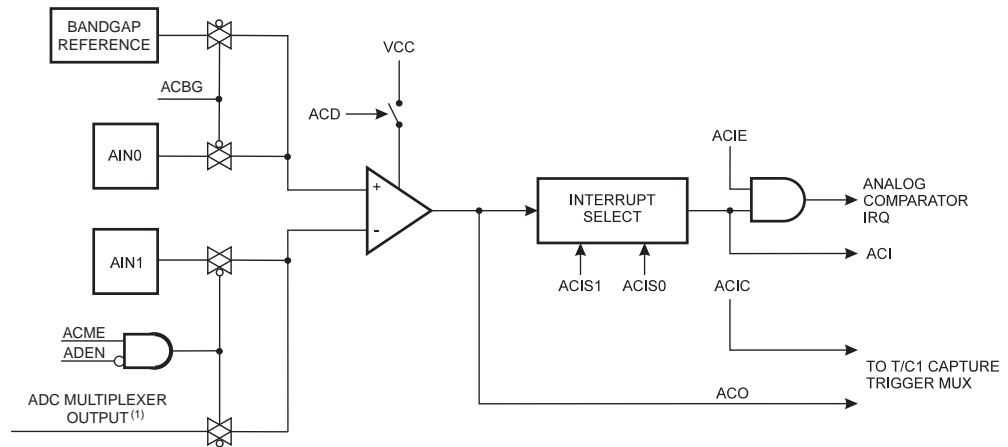 BANDGAP
REFERENCE
VCC
ACBG
ACD
AIN0
ACIE
+
INTERRUPT
SELECT
ANALOG
COMPARATOR
IRQ
-
AIN1
ACI
ACIS1
ACIS0
ACIC
ACME
ADEN
TO T/C1 CAPTURE
TRIGGER MUX
ACO
ADC MULTIPLEXER
OUTPUT (1)